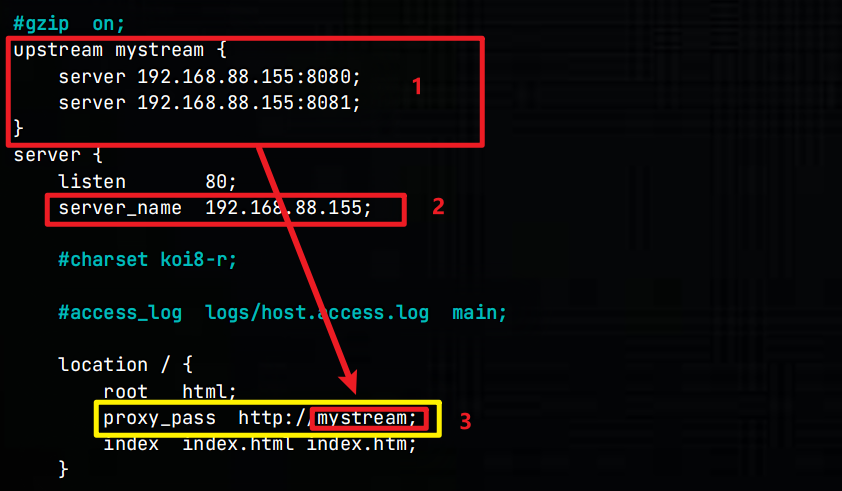 #gzip  on;
upstream mystream {
    server 192.168.88.155:8080;
    server 192.168.88.155:8081;
1
}
server {
    listen       80;
    server_name  192.168.88.155;
2
    #charset koi8-r;
    #access_log  logs/host.access.log  main;
    location / {
        root   html;
        proxy_pass  http://mystream;
3
        index  index.html index.htm;
    }